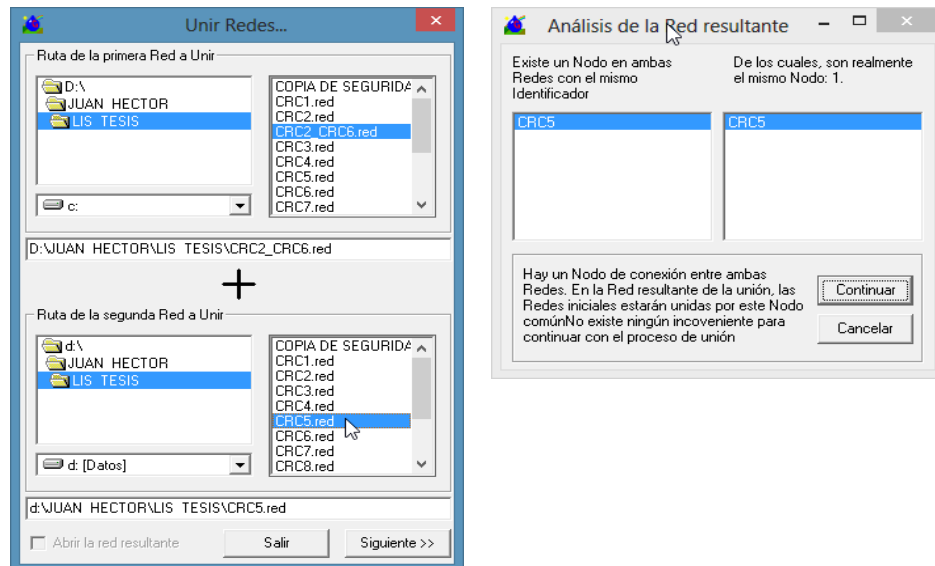 Unir Redes...
Ruta de la primera Red a Unir
D:\
JUAN HECTOR
LIS TESIS
c:
COPIA DE SEGURIDA
CRC1.red
CRC2.red
CRC2_CRC6.red
CRC3.red
CRC4.red
CRC5.red
CRC6.red
CRC7.red
D:\JUAN HECTOR\LIS TESIS\CRC2_CRC6.red
+
Ruta de la segunda Red a Unir
d:\
JUAN HECTOR
LIS TESIS
d: [Datos]
COPIA DE SEGURIDA
CRC1.red
CRC2.red
CRC3.red
CRC4.red
CRC5.red
CRC6.red
CRC7.red
CRC8.red
d:\JUAN HECTOR\LIS TESIS\CRC5.red
Abrir la red resultante
Salir
Siguiente >>
Análisis de la Red resultante
Existe un Nodo en ambas
Redes con el mismo
Identificador
CRC5
De los cuales, son realmente
el mismo Nodo: 1.
CRC5
Hay un Nodo de conexión entre ambas
Redes. En la Red resultante de la unión, las
Redes iniciales estarán unidas por este Nodo
comúnNo existe ningún incoveniente para
continuar con el proceso de unión
Continuar
Cancelar